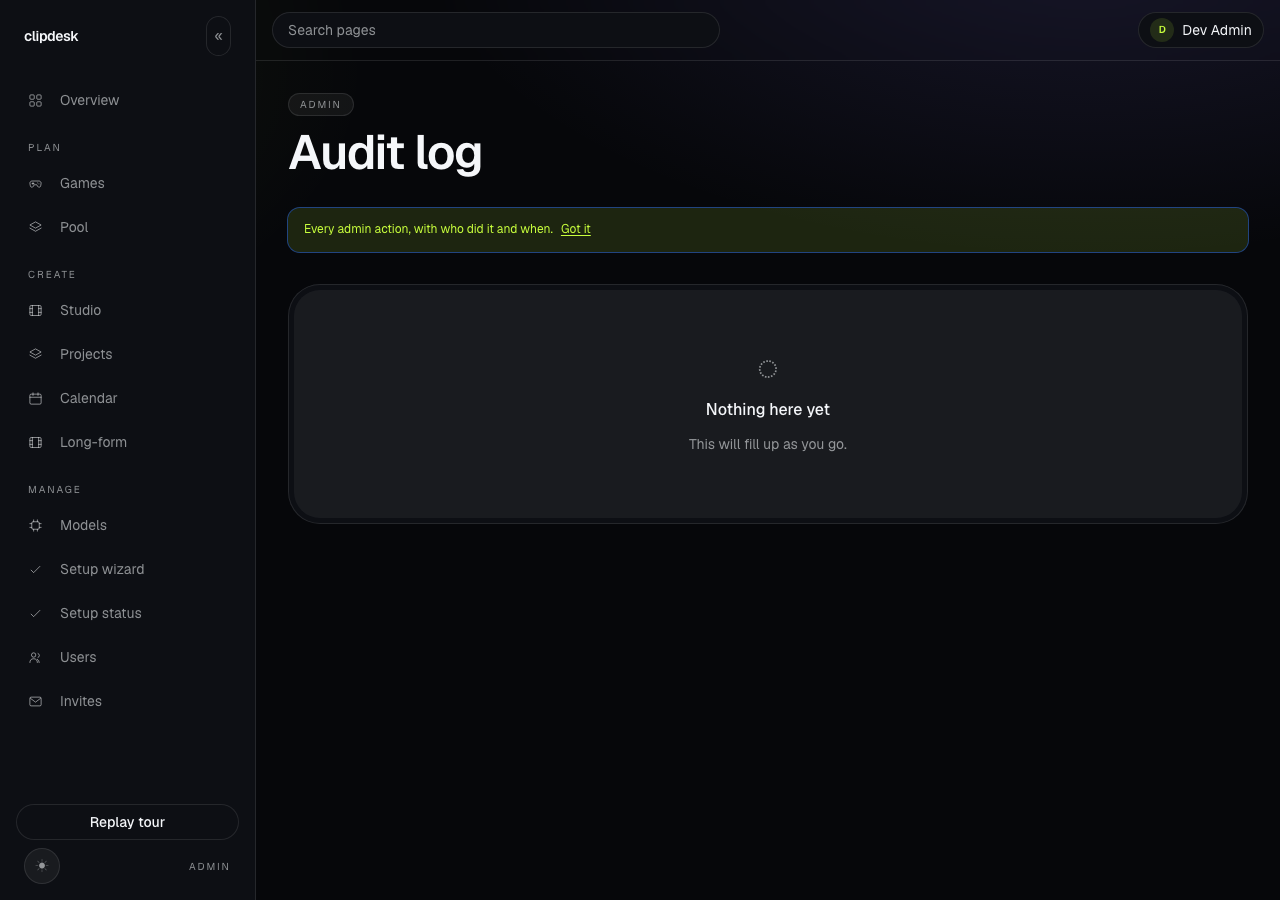 clipdesk
«
Search pages
D
Dev Admin
Overview
PLAN
Games
Pool
CREATE
Studio
Projects
Calendar
Long-form
MANAGE
Models
Setup wizard
Setup status
Users
Invites
Replay tour
ADMIN
ADMIN
Audit log
Every admin action, with who did it and when. Got it
Nothing here yet
This will fill up as you go.